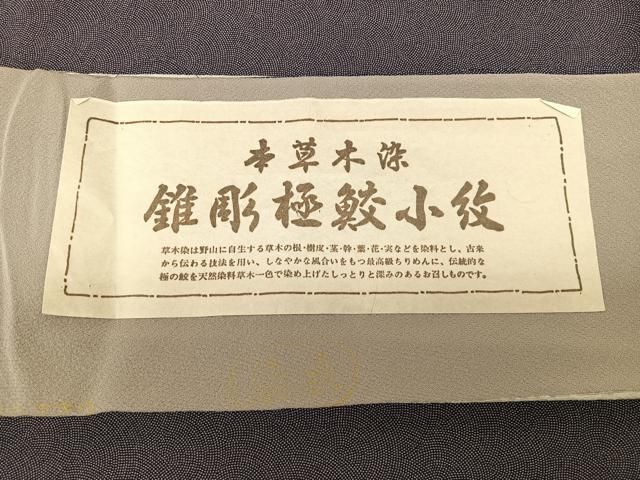 本草木染
錐彫極鮫小紋
草木染は野山に自生する草木の根・樹皮・茎・幹・葉・花・実などを染料とし、古来
から伝わる技法を用い、しなやかな風合いをもつ最高級ちりめんに、伝統的な
極の鮫を天然染料草木一色で染め上げたしっとりと深みのあるお召しものです。